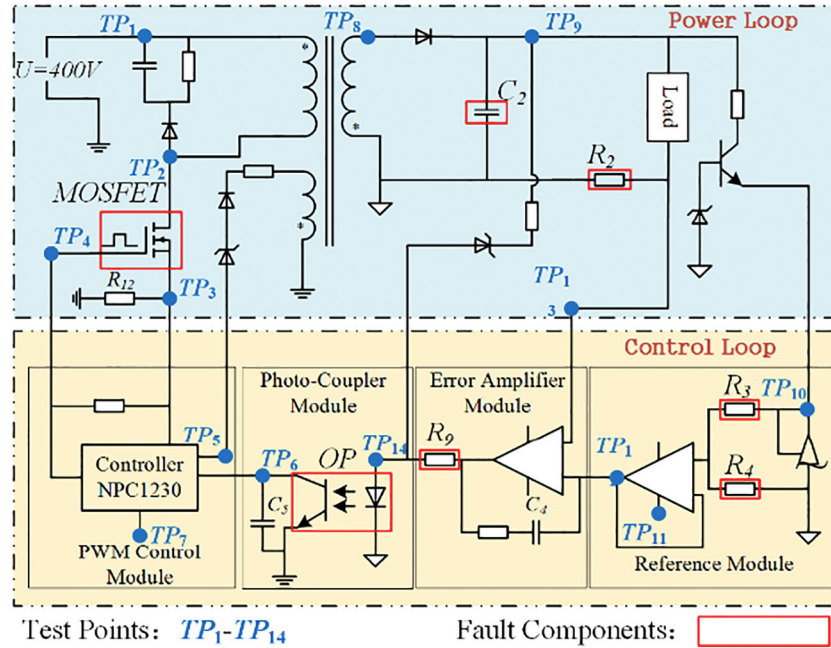 Power Loop
TP1
TP8
TP9
U=400V
C2
Load
R2
TP2
MOSFET
TP4
R12
TP3
TP1
3
Control Loop
Photo-Coupler
Module
Error Amplifier
Module
TP10
R3
TP5
OP
TP14
R9
TP1
Controller
NPC1230
TP6
R4
C5
C4
TP7
TP11
PWM Control
Module
Reference Module
Test Points: TP1-TP14
Fault Components: